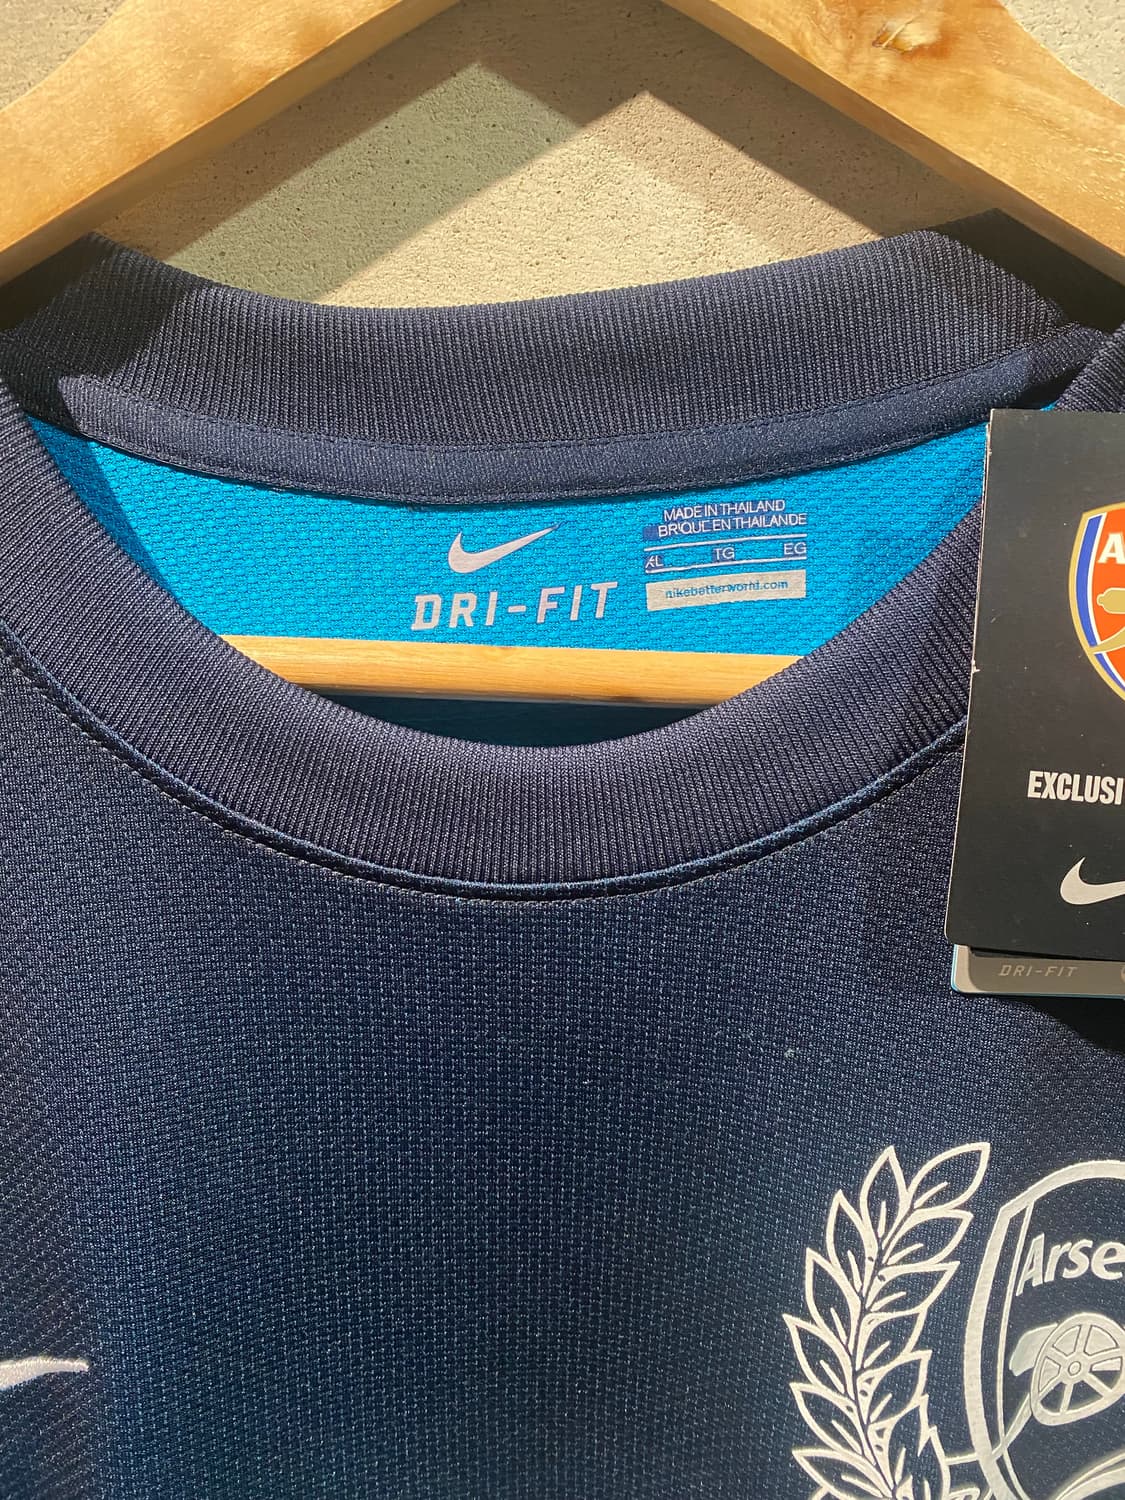 MADE IN THAILAND
BRIQUE EN THAILANDE
XL TG EG
nikebetterworld.com
DRI-FIT
A
EXCLUSI
DRI-FIT
Arse